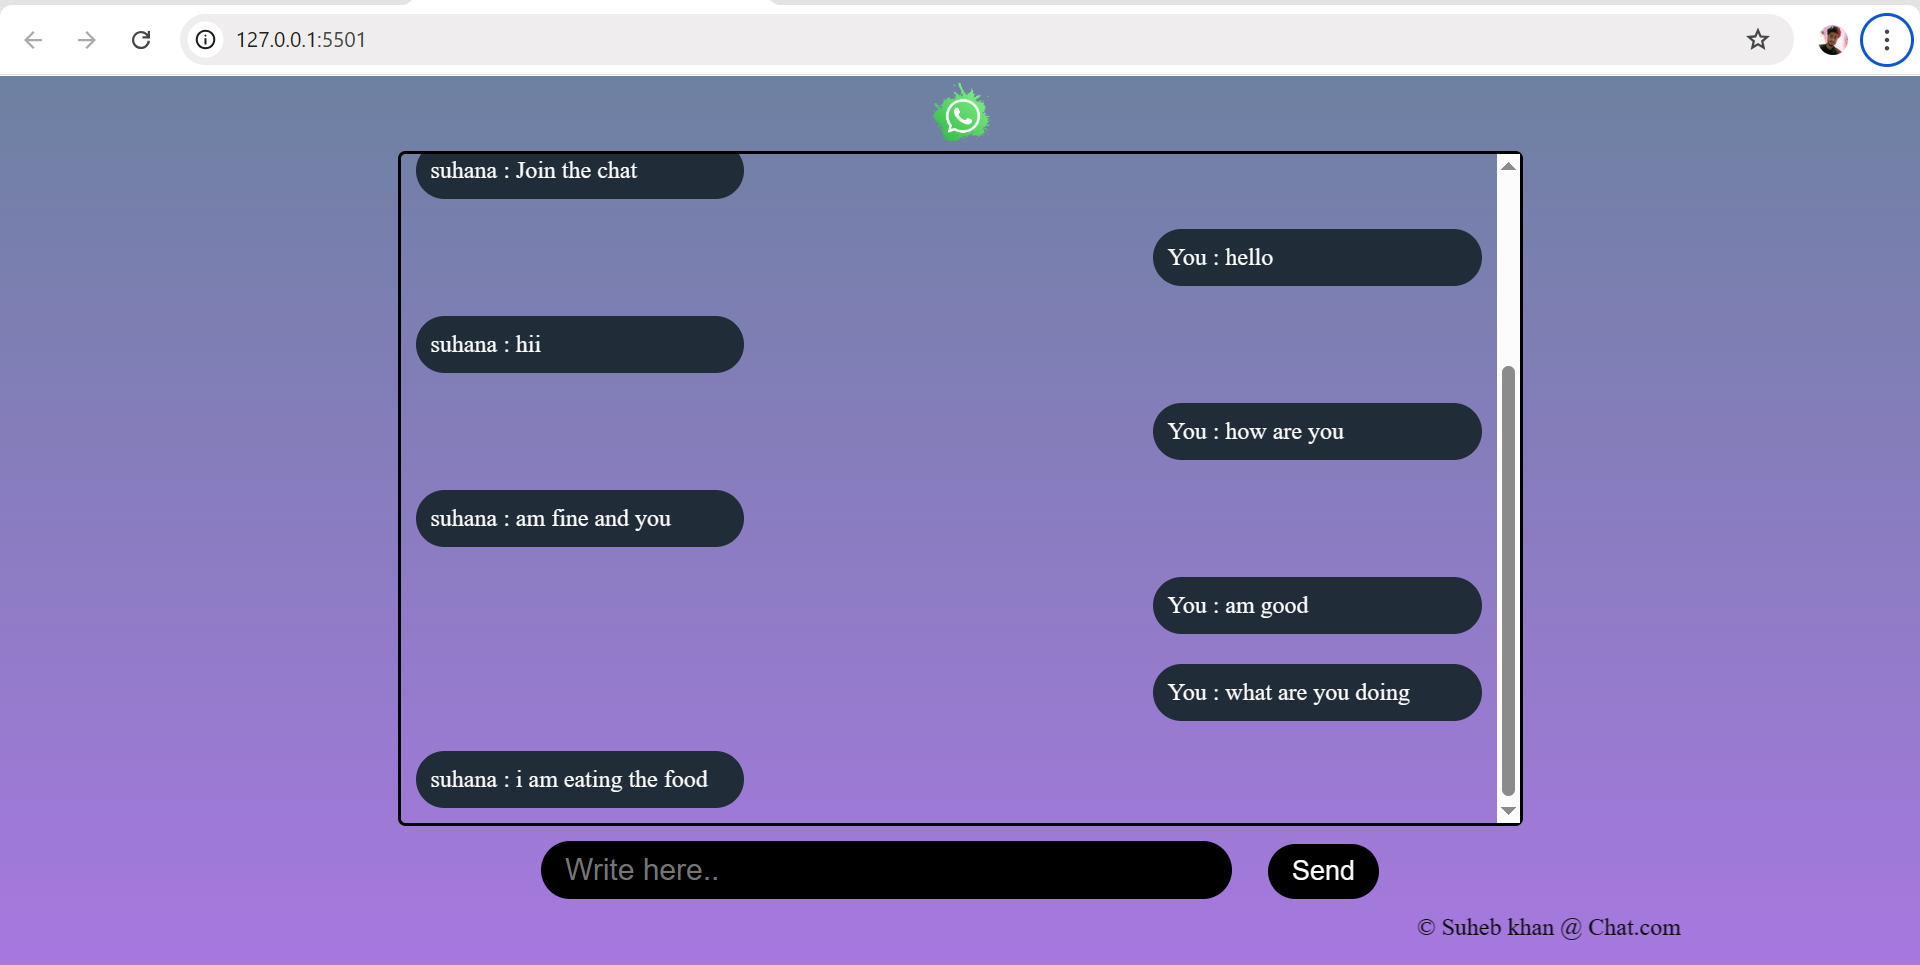 127.0.0.1:5501
suhana : Join the chat
You : hello
suhana : hii
You : how are you
suhana : am fine and you
You : am good
You : what are you doing
suhana : i am eating the food
Write here..
Send
© Suheb khan @ Chat.com